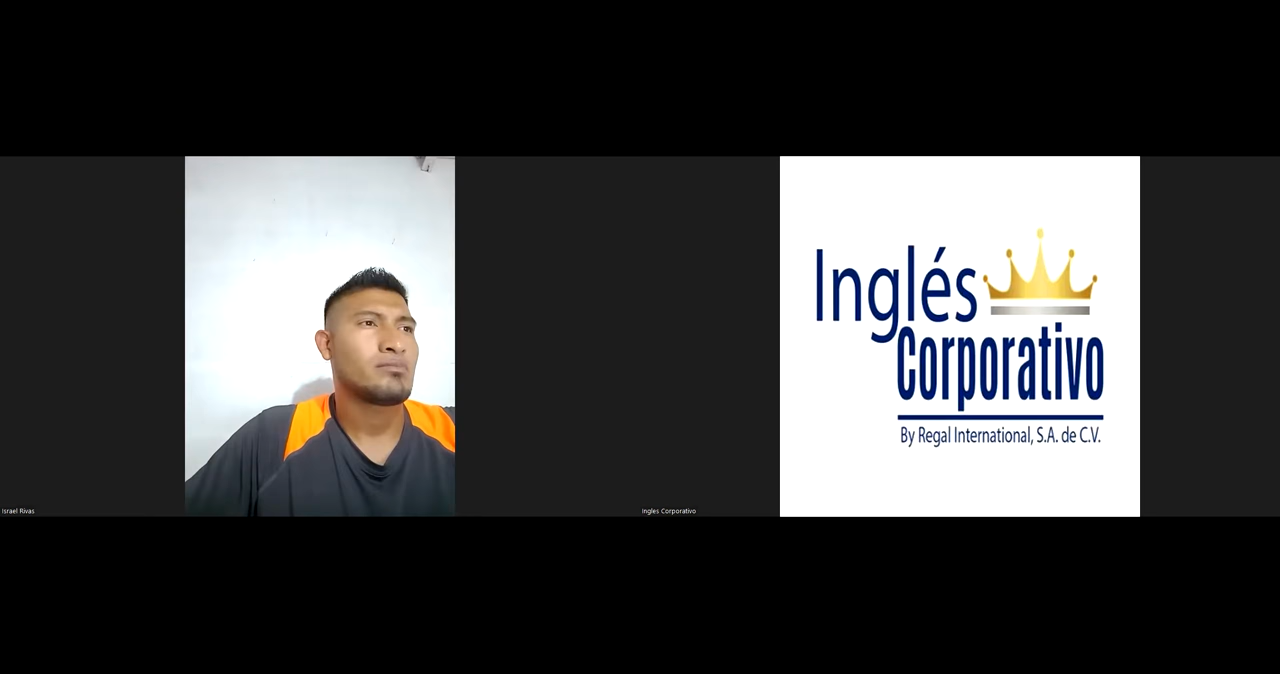 Inglés
Corporativo
By Regal International, S.A. de C.V.
Israel Rivas
Ingles Corporativo